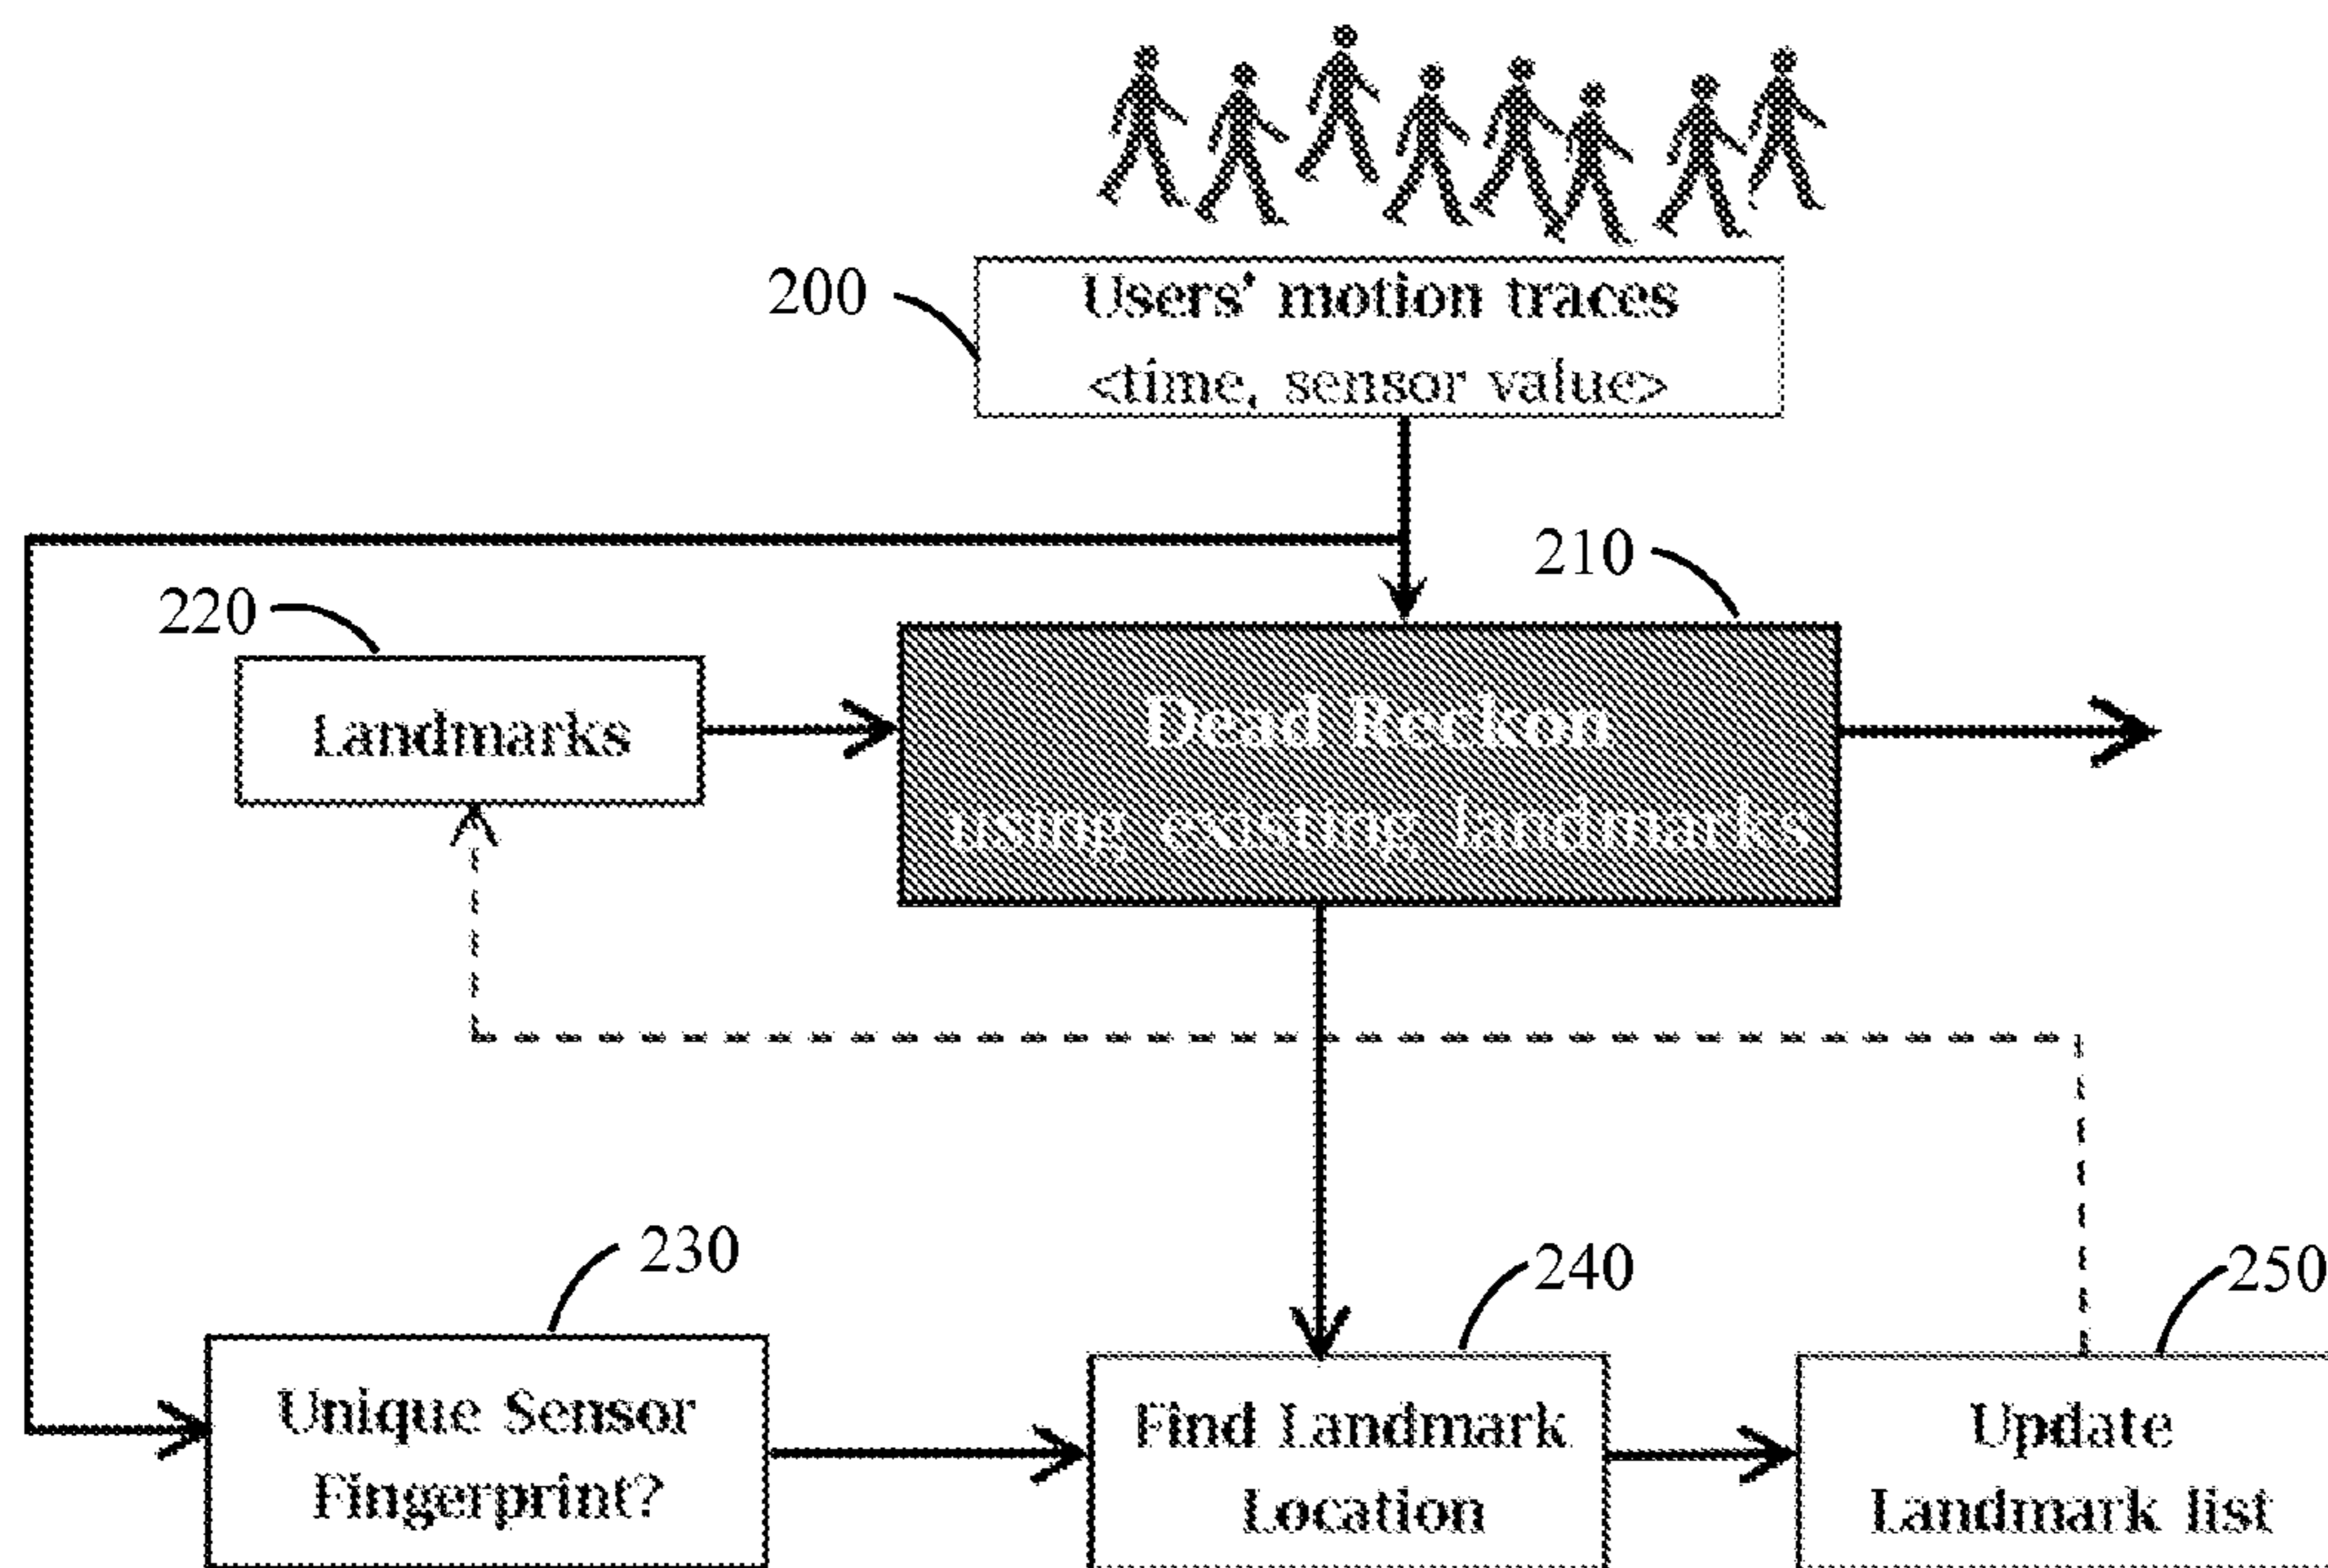 200
Users' motion traces
<time, sensor value>
210
220
Landmarks
Dead Reckon
using existing landmarks
230
240
250
Unique Sensor
Fingerprint?
Find Landmark
Location
Update
Landmark list